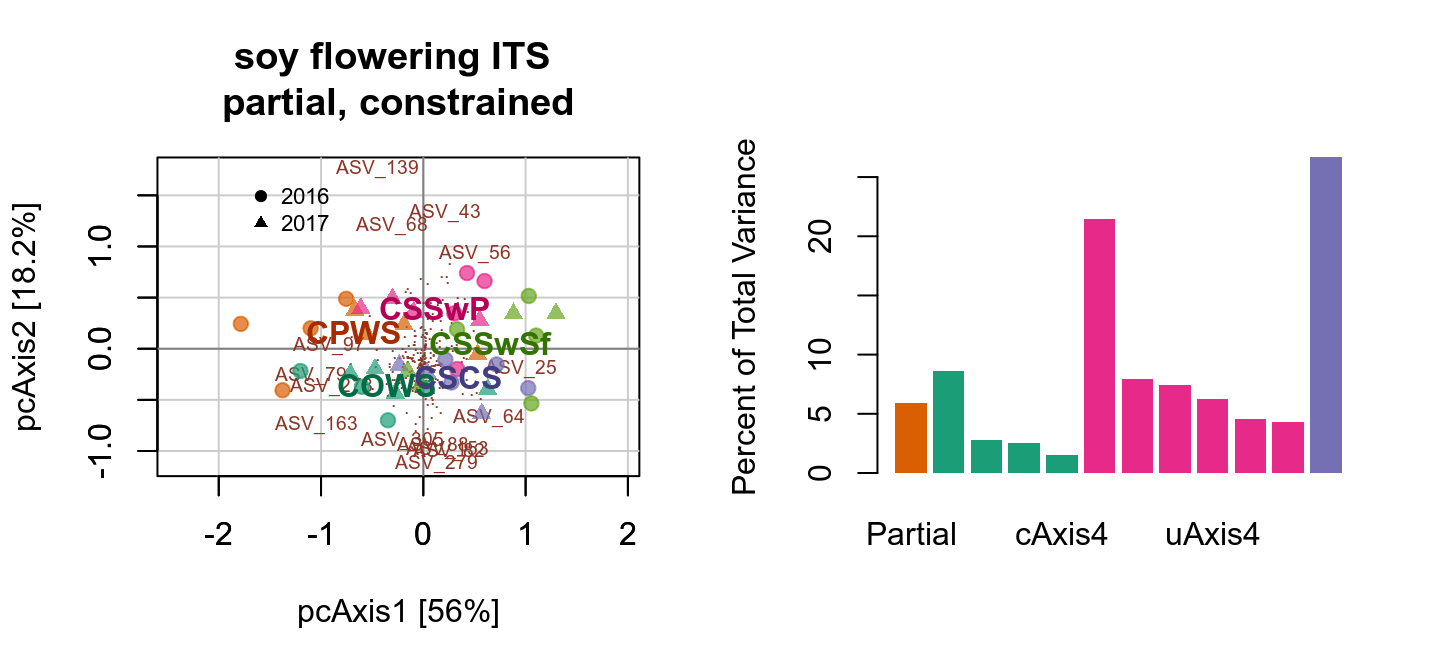 soy flowering ITS
partial, constrained
ASV_139
2016
2017
ASV_43
ASV_68
ASV_56
CSSwP
CPWS
CSSwSf
ASV_97
ASV_25
ASV_79
COWS
CSCS
ASV_64
ASV_163
ASV_305
ASV_279
pcAxis2 [18.2%]
-1.0
0.0
1.0
-2
-1
0
1
2
pcAxis1 [56%]
Percent of Total Variance
0
5
10
20
Partial
cAxis4
uAxis4